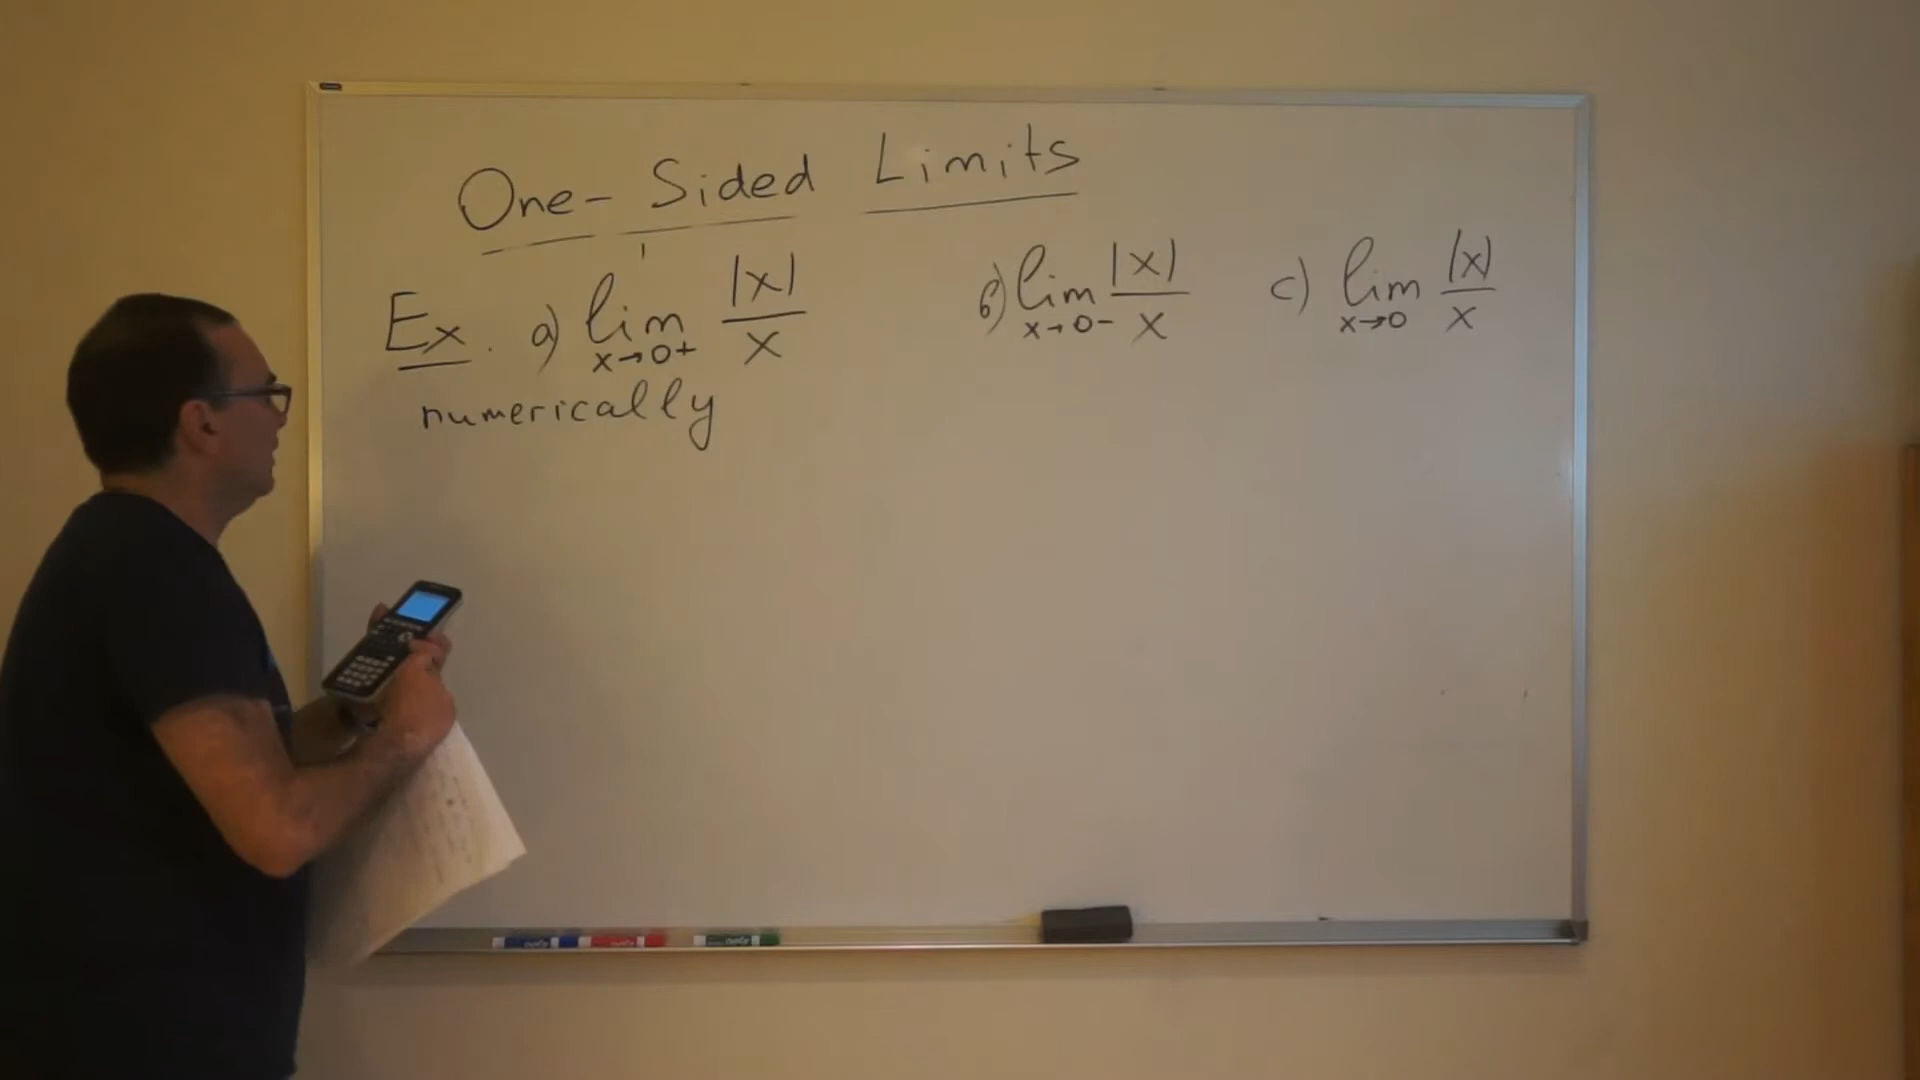 One-Sided Limits
Ex. a) lim x→0+ |x|/x b) lim x→0- |x|/x c) lim x→0 |x|/x
numerically